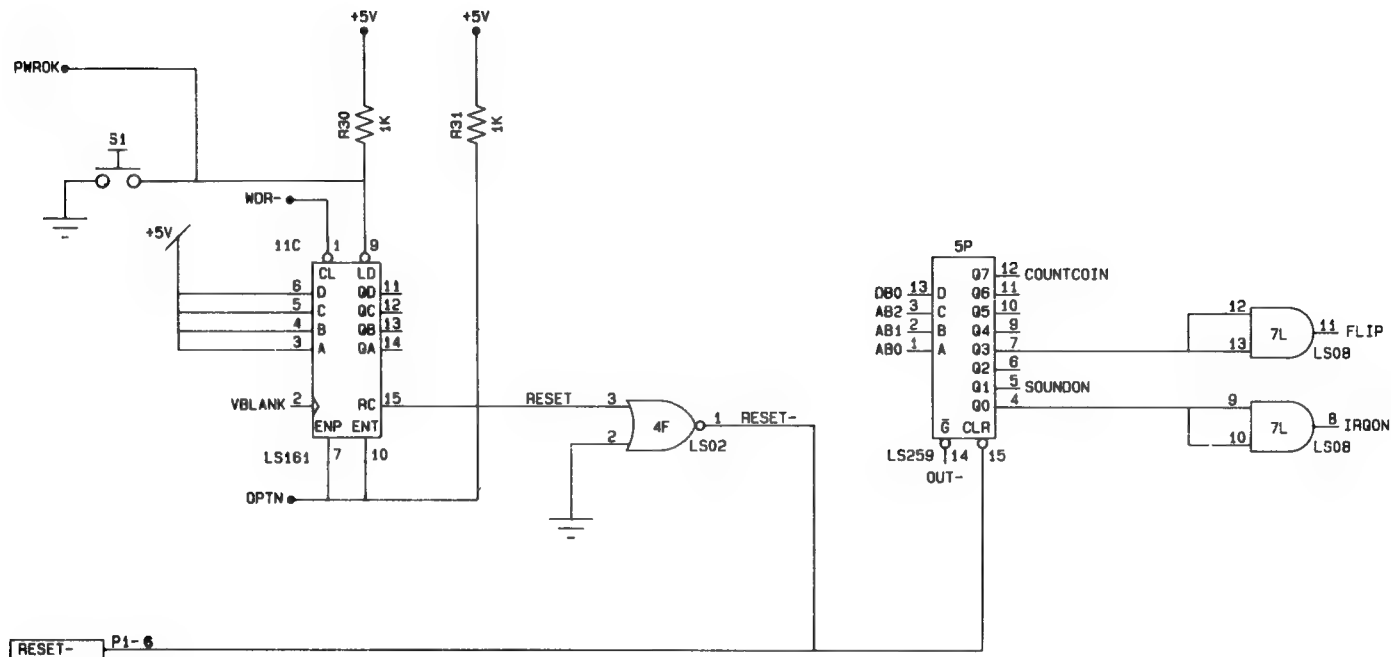 +5V
+5V
PWROK
R30
1K
R31
1K
S1
WDR-
+5V
11C
1
9
5P
CL
LD
Q7
12
COUNTCOIN
6
D
QD
11
DB0
13
D
Q6
11
5
C
QC
12
AB2
3
C
Q5
10
4
B
QB
13
AB1
2
B
Q4
9
3
A
QA
14
AB0
1
A
Q3
7
12
13
7L
11
FLIP
LS08
Q2
6
Q1
5
SOUNDON
VBLANK
2
RC
15
RESET
3
2
4F
1
RESET-
LS02
Q0
4
9
10
7L
8
IRQON
LS08
ENP
ENT
G
CLR
LS161
7
10
LS259
14
15
OUT-
OPTN
RESET-
P1-6